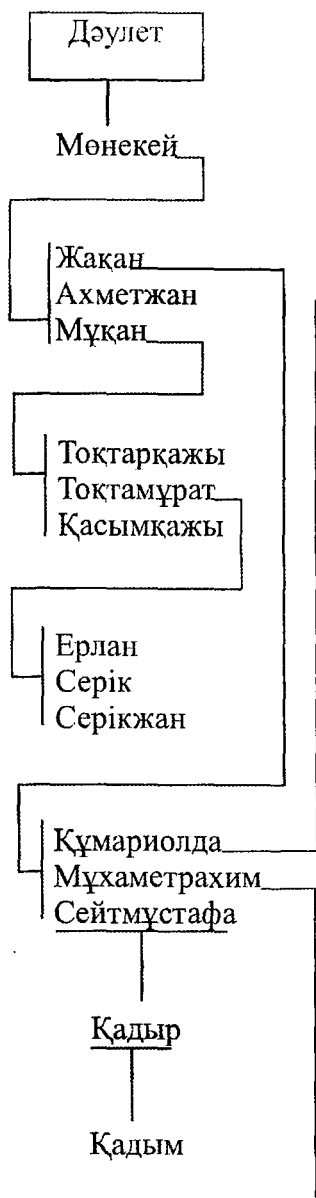 Дәулет
Мөнекей
Жақан
Ахметжан
Мұқан
Тоқтарқажы
Тоқтамұрат
Қасымқажы
Ерлан
Серік
Серікжан
Құмариолда
Мұхаметрахим
Сейтмұстафа
Қадыр
Қадым